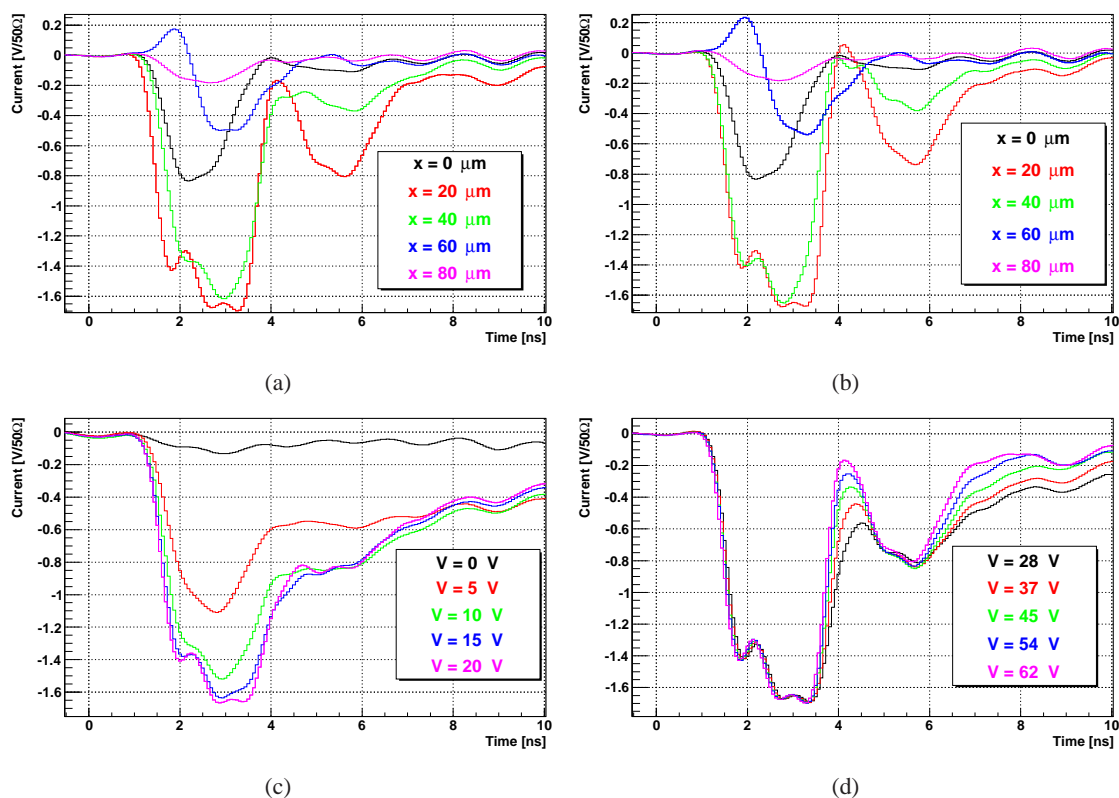 Current [V/50Ω]
0.2
0
-0.2
-0.4
-0.6
-0.8
-1
-1.2
-1.4
-1.6
x = 0 μm
x = 20 μm
x = 40 μm
x = 60 μm
x = 80 μm
0 2 4 6 8 10
Time [ns]
(a)
Current [V/50Ω]
0.2
0
-0.2
-0.4
-0.6
-0.8
-1
-1.2
-1.4
-1.6
x = 0 μm
x = 20 μm
x = 40 μm
x = 60 μm
x = 80 μm
0 2 4 6 8 10
Time [ns]
(b)
Current [V/50Ω]
0
-0.2
-0.4
-0.6
-0.8
-1
-1.2
-1.4
-1.6
V = 0 V
V = 5 V
V = 10 V
V = 15 V
V = 20 V
0 2 4 6 8 10
Time [ns]
(c)
Current [V/50Ω]
0
-0.2
-0.4
-0.6
-0.8
-1
-1.2
-1.4
-1.6
V = 28 V
V = 37 V
V = 45 V
V = 54 V
V = 62 V
0 2 4 6 8 10
Time [ns]
(d)